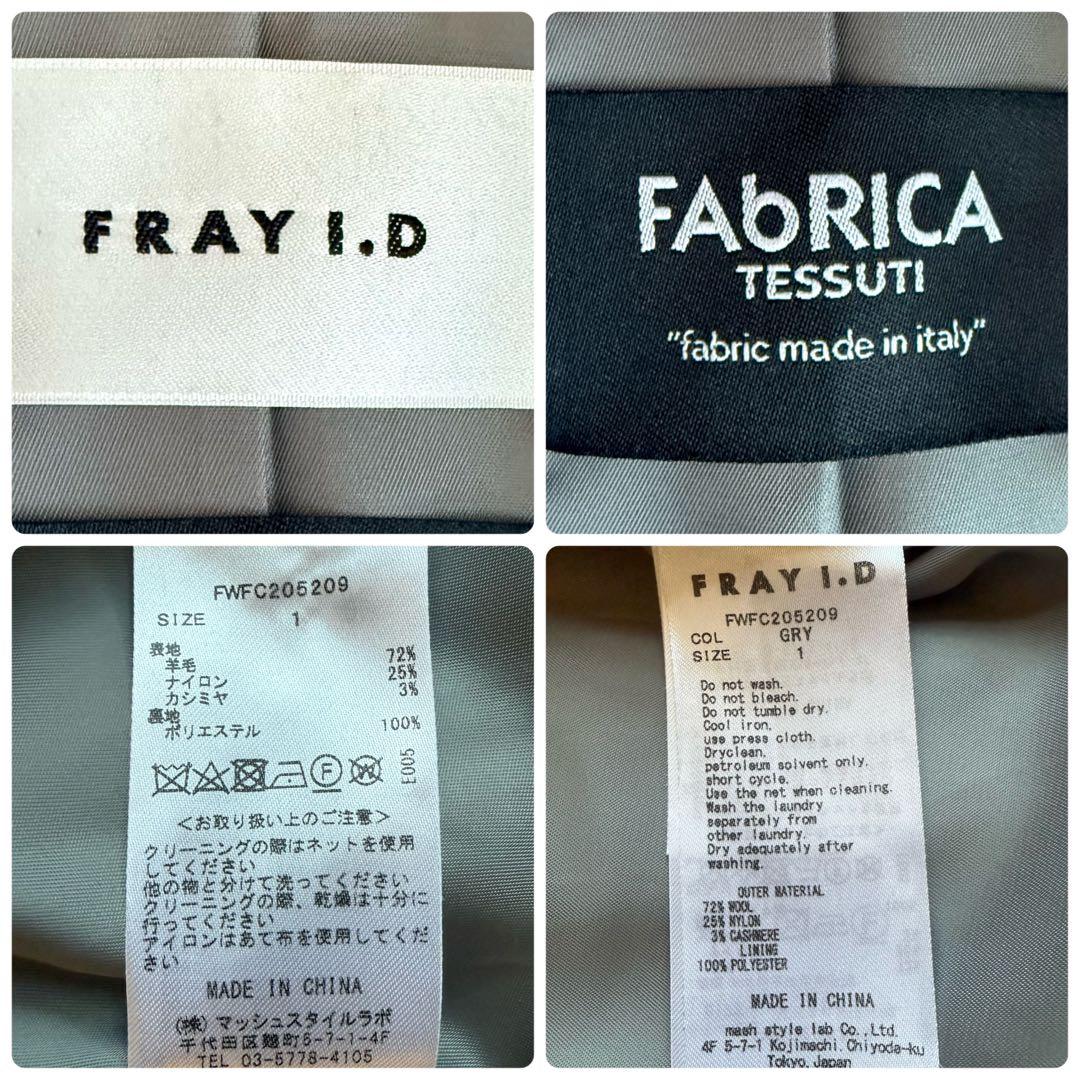 FRAY I.D
FAbRICA
TESSUTI
"fabric made in italy"
FWFC205209
SIZE 1
表地
羊毛 72%
ナイロン 25%
カシミヤ 3%
裏地
ポリエステル 100%
F W E005
<お取り扱い上のご注意>
クリーニングの際はネットを使用
してください
他の物と分けて洗ってください
クリーニングの際、乾燥は十分に
行ってください
アイロンはあて布を使用してくだ
さい
MADE IN CHINA
(株)マッシュスタイルラボ
千代田区麹町5-7-1-4F
TEL 03-5778-4105
FRAY I.D
FWFC205209
COL GRY
SIZE 1
Do not wash.
Do not bleach.
Do not tumble dry.
Cool iron.
use press cloth.
Dryclean.
petroleum solvent only.
short cycle.
Use the net when cleaning.
Wash the laundry
separately from
other laundry.
Dry adequately after
washing.
OUTER MATERIAL
72% WOOL
25% NYLON
3% CASHMERE
LINING
100% POLYESTER
MADE IN CHINA
mash style lab Co., Ltd.
4F 5-7-1 Kojimachi, Chiyoda-ku
Tokyo, Japan